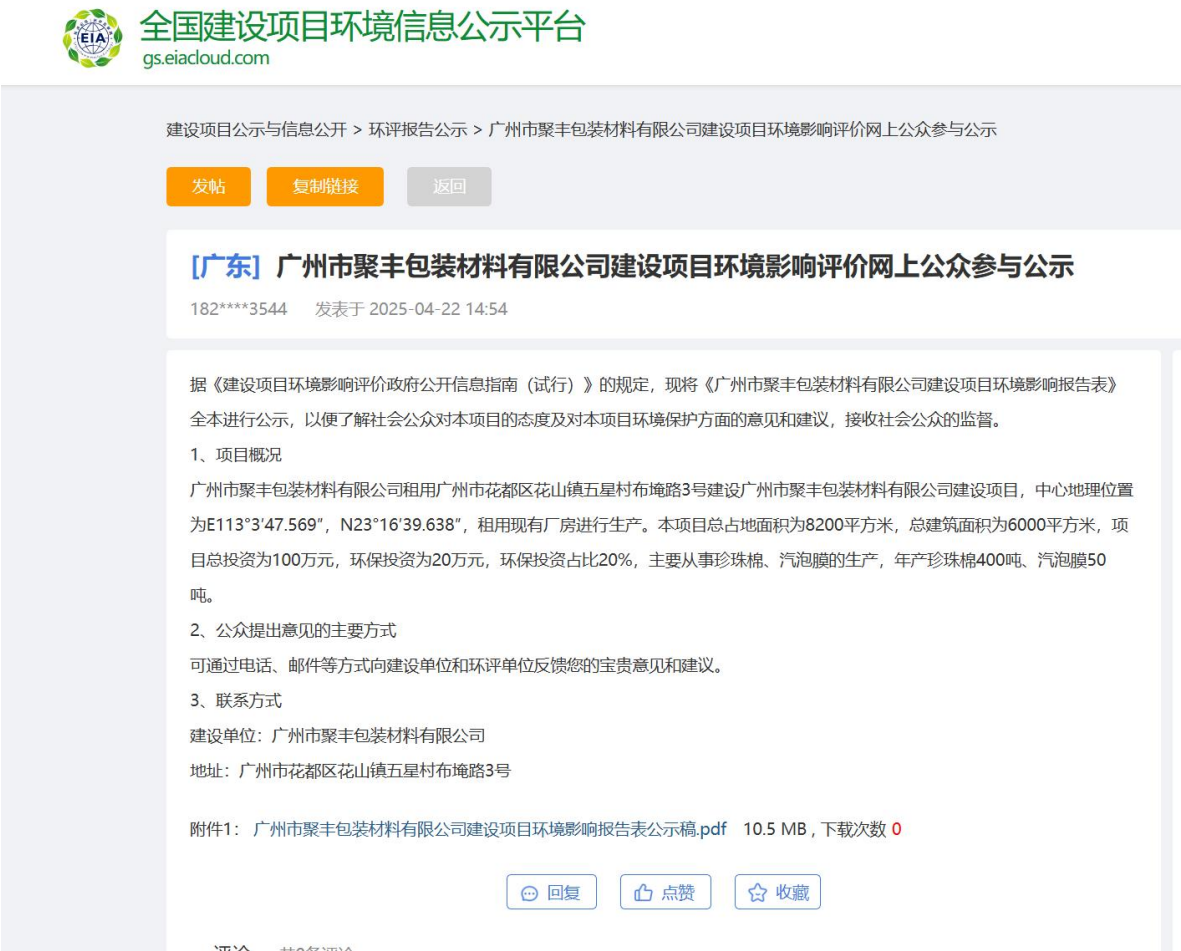 EIA
全国建设项目环境信息公示平台
gs.eiacloud.com
建设项目公示与信息公开 > 环评报告公示 > 广州市聚丰包装材料有限公司建设项目环境影响评价网上公众参与公示
发帖 复制链接 返回
[广东] 广州市聚丰包装材料有限公司建设项目环境影响评价网上公众参与公示
182****3544 发表于 2025-04-22 14:54
据《建设项目环境影响评价政府公开信息指南（试行）》的规定，现将《广州市聚丰包装材料有限公司建设项目环境影响报告表》
全本进行公示，以便了解社会公众对本项目的态度及对本项目环境保护方面的意见和建议，接收社会公众的监督。
1、项目概况
广州市聚丰包装材料有限公司租用广州市花都区花山镇五星村布埯路3号建设广州市聚丰包装材料有限公司建设项目，中心地理位置
为E113°3′47.569″，N23°16′39.638″，租用现有厂房进行生产。本项目总占地面积为8200平方米，总建筑面积为6000平方米，项
目总投资为100万元，环保投资为20万元，环保投资占比20%，主要从事珍珠棉、汽泡膜的生产，年产珍珠棉400吨、汽泡膜50
吨。
2、公众提出意见的主要方式
可通过电话、邮件等方式向建设单位和环评单位反馈您的宝贵意见和建议。
3、联系方式
建设单位：广州市聚丰包装材料有限公司
地址：广州市花都区花山镇五星村布埯路3号
附件1： 广州市聚丰包装材料有限公司建设项目环境影响报告表公示稿.pdf 10.5 MB , 下载次数 0
回复 点赞 收藏
评论 共0条评论